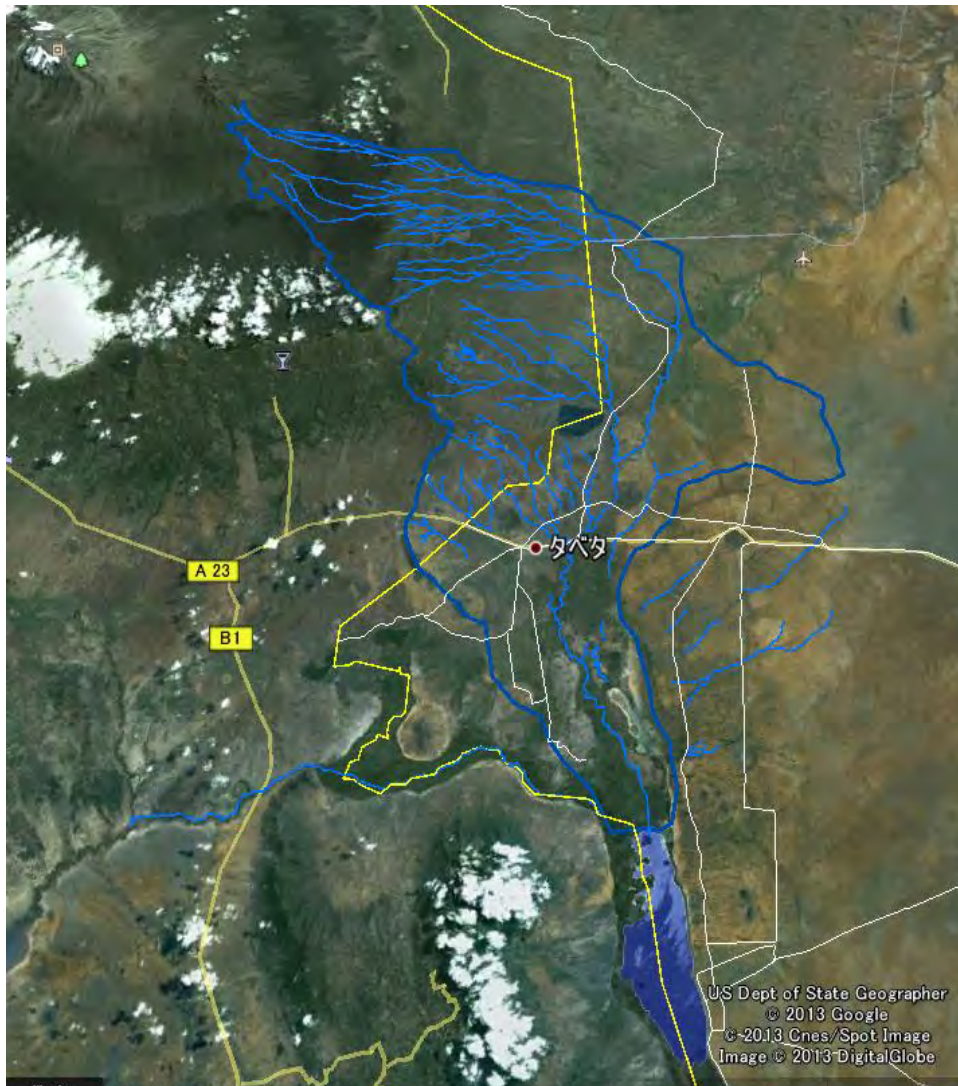 タベタ
A 23
B1
US Dept of State Geographer
© 2013 Google
© 2013 Cnes/Spot Image
Image © 2013 DigitalGlobe